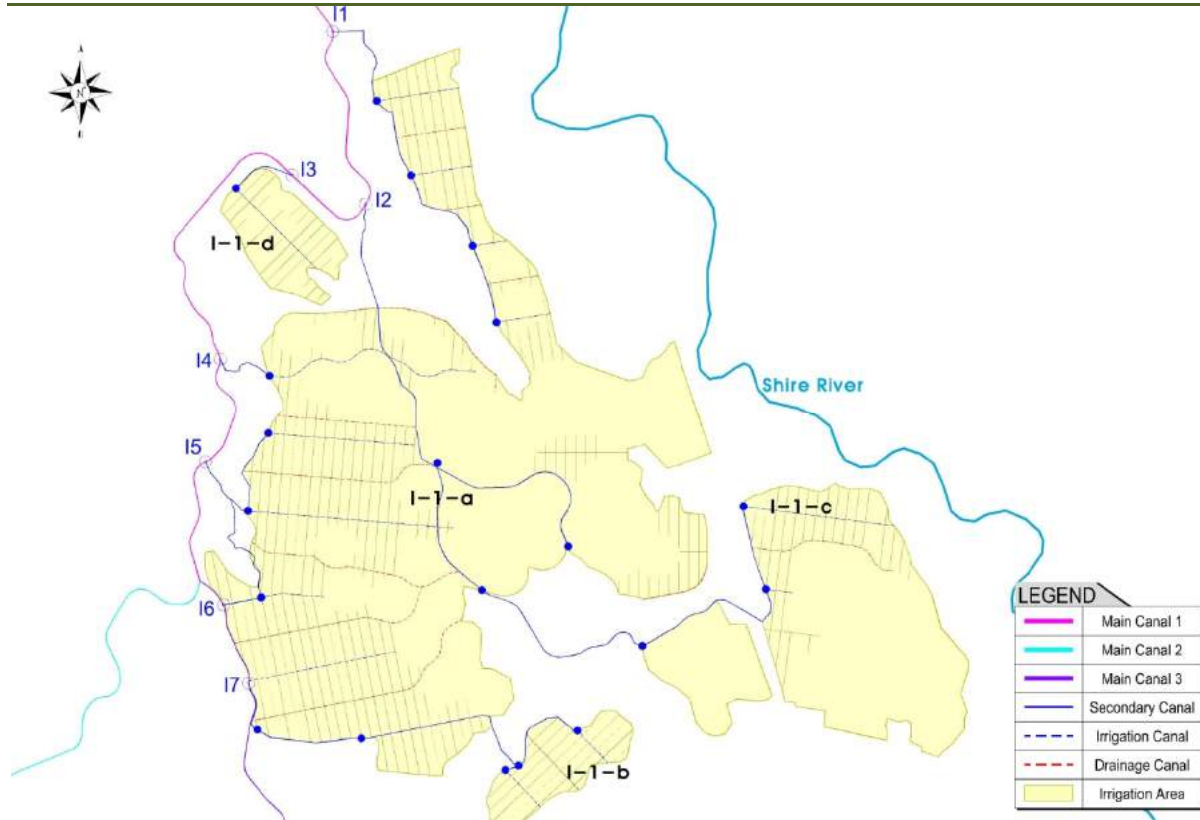 I1
N
I3
I2
I-1-d
I4
Shire River
I5
I-1-a
I-1-c
I6
I7
I-1-b
LEGEND
Main Canal 1
Main Canal 2
Main Canal 3
Secondary Canal
Irrigation Canal
Drainage Canal
Irrigation Area